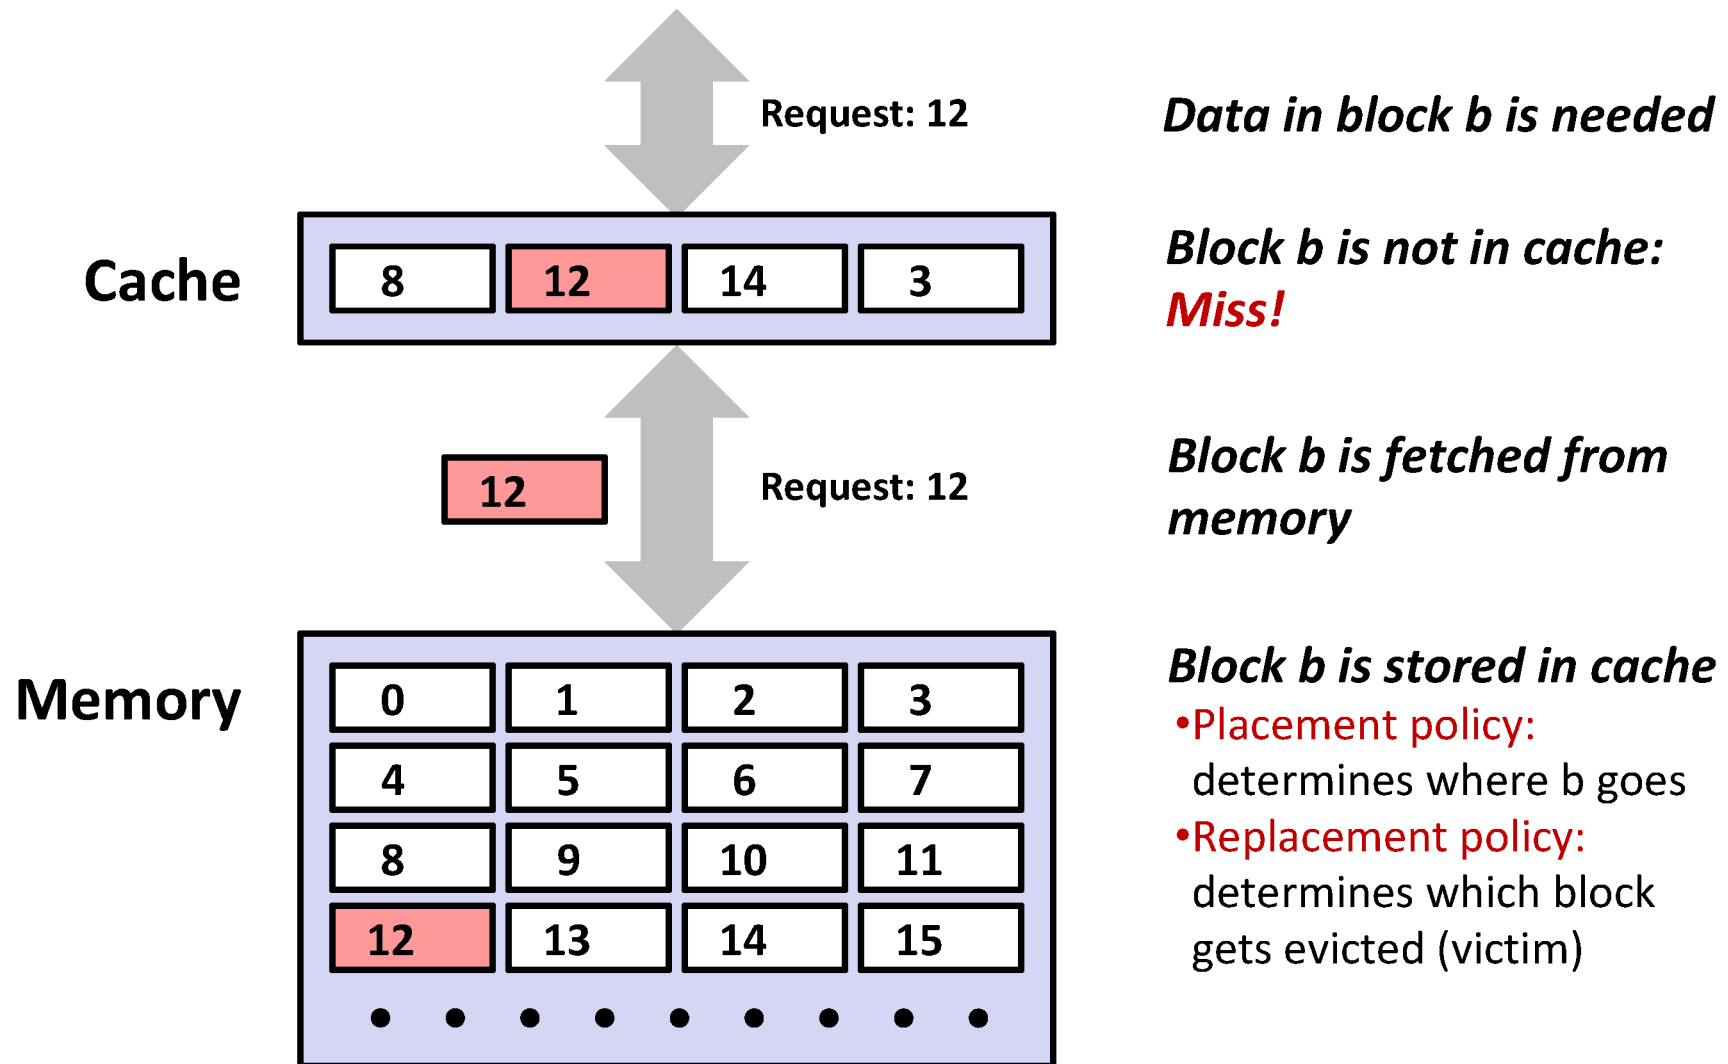 Request: 12
Data in block b is needed
Cache
8 12 14 3
Block b is not in cache:
Miss!
12
Request: 12
Block b is fetched from
memory
Memory
0 1 2 3
4 5 6 7
8 9 10 11
12 13 14 15
Block b is stored in cache
•Placement policy:
determines where b goes
•Replacement policy:
determines which block
gets evicted (victim)